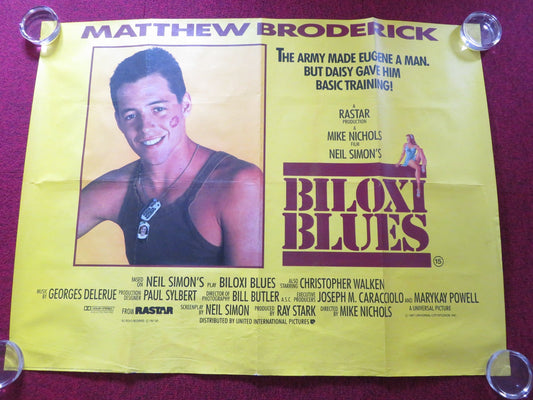 MATTHEW BRODERICK
THE ARMY MADE EUGENE A MAN.
BUT DAISY GAVE HIM
BASIC TRAINING!
A
RASTAR
PRODUCTION
A
MIKE NICHOLS
FILM
NEIL SIMON'S
BILOXI
BLUES
15
BASED ON NEIL SIMON'S PLAY BILOXI BLUES ALSO STARRING CHRISTOPHER WALKEN
MUSIC BY GEORGES DELERUE PRODUCTION DESIGNER PAUL SYLBERT DIRECTOR OF PHOTOGRAPHY BILL BUTLER A.S.C. EXECUTIVE PRODUCERS JOSEPH M. CARACCIOLO AND MARYKAY POWELL
DOLBY STEREO FROM RASTAR SCREENPLAY BY NEIL SIMON PRODUCED BY RAY STARK DIRECTED BY MIKE NICHOLS A UNIVERSAL PICTURE
DISTRIBUTED BY UNITED INTERNATIONAL PICTURES